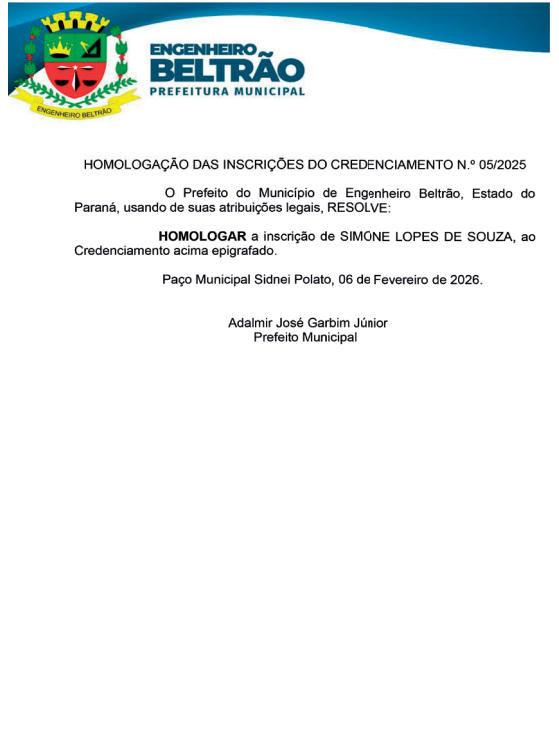 ENGENHEIRO
BELTRÃO
PREFEITURA MUNICIPAL
ENGENHEIRO BELTRÃO
HOMOLOGAÇÃO DAS INSCRIÇÕES DO CREDENCIAMENTO N.º 05/2025
O Prefeito do Município de Engenheiro Beltrão, Estado do
Paraná, usando de suas atribuições legais, RESOLVE:
HOMOLOGAR a inscrição de SIMONE LOPES DE SOUZA, ao
Credenciamento acima epigrafado.
Paço Municipal Sidnei Polato, 06 de Fevereiro de 2026.
Adalmir José Garbim Júnior
Prefeito Municipal